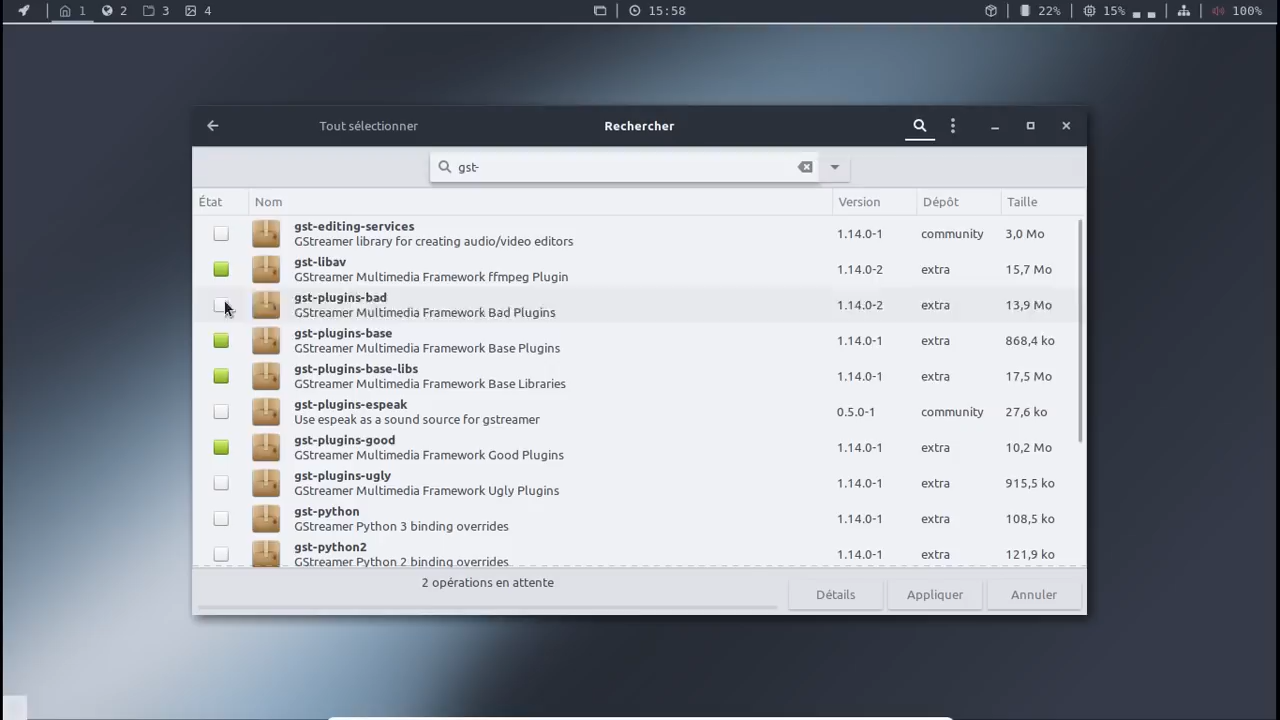 1 2 3 4 15:58 22% 15% 100%
Tout sélectionner Rechercher
gst-
État Nom Version Dépôt Taille
gst-editing-services
GStreamer library for creating audio/video editors
1.14.0-1 community 3,0 Mo
gst-libav
GStreamer Multimedia Framework ffmpeg Plugin
1.14.0-2 extra 15,7 Mo
gst-plugins-bad
GStreamer Multimedia Framework Bad Plugins
1.14.0-2 extra 13,9 Mo
gst-plugins-base
GStreamer Multimedia Framework Base Plugins
1.14.0-1 extra 868,4 ko
gst-plugins-base-libs
GStreamer Multimedia Framework Base Libraries
1.14.0-1 extra 17,5 Mo
gst-plugins-espeak
Use espeak as a sound source for gstreamer
0.5.0-1 community 27,6 ko
gst-plugins-good
GStreamer Multimedia Framework Good Plugins
1.14.0-1 extra 10,2 Mo
gst-plugins-ugly
GStreamer Multimedia Framework Ugly Plugins
1.14.0-1 extra 915,5 ko
gst-python
GStreamer Python 3 binding overrides
1.14.0-1 extra 108,5 ko
gst-python2
GStreamer Python 2 binding overrides
1.14.0-1 extra 121,9 ko
2 opérations en attente
Détails Appliquer Annuler